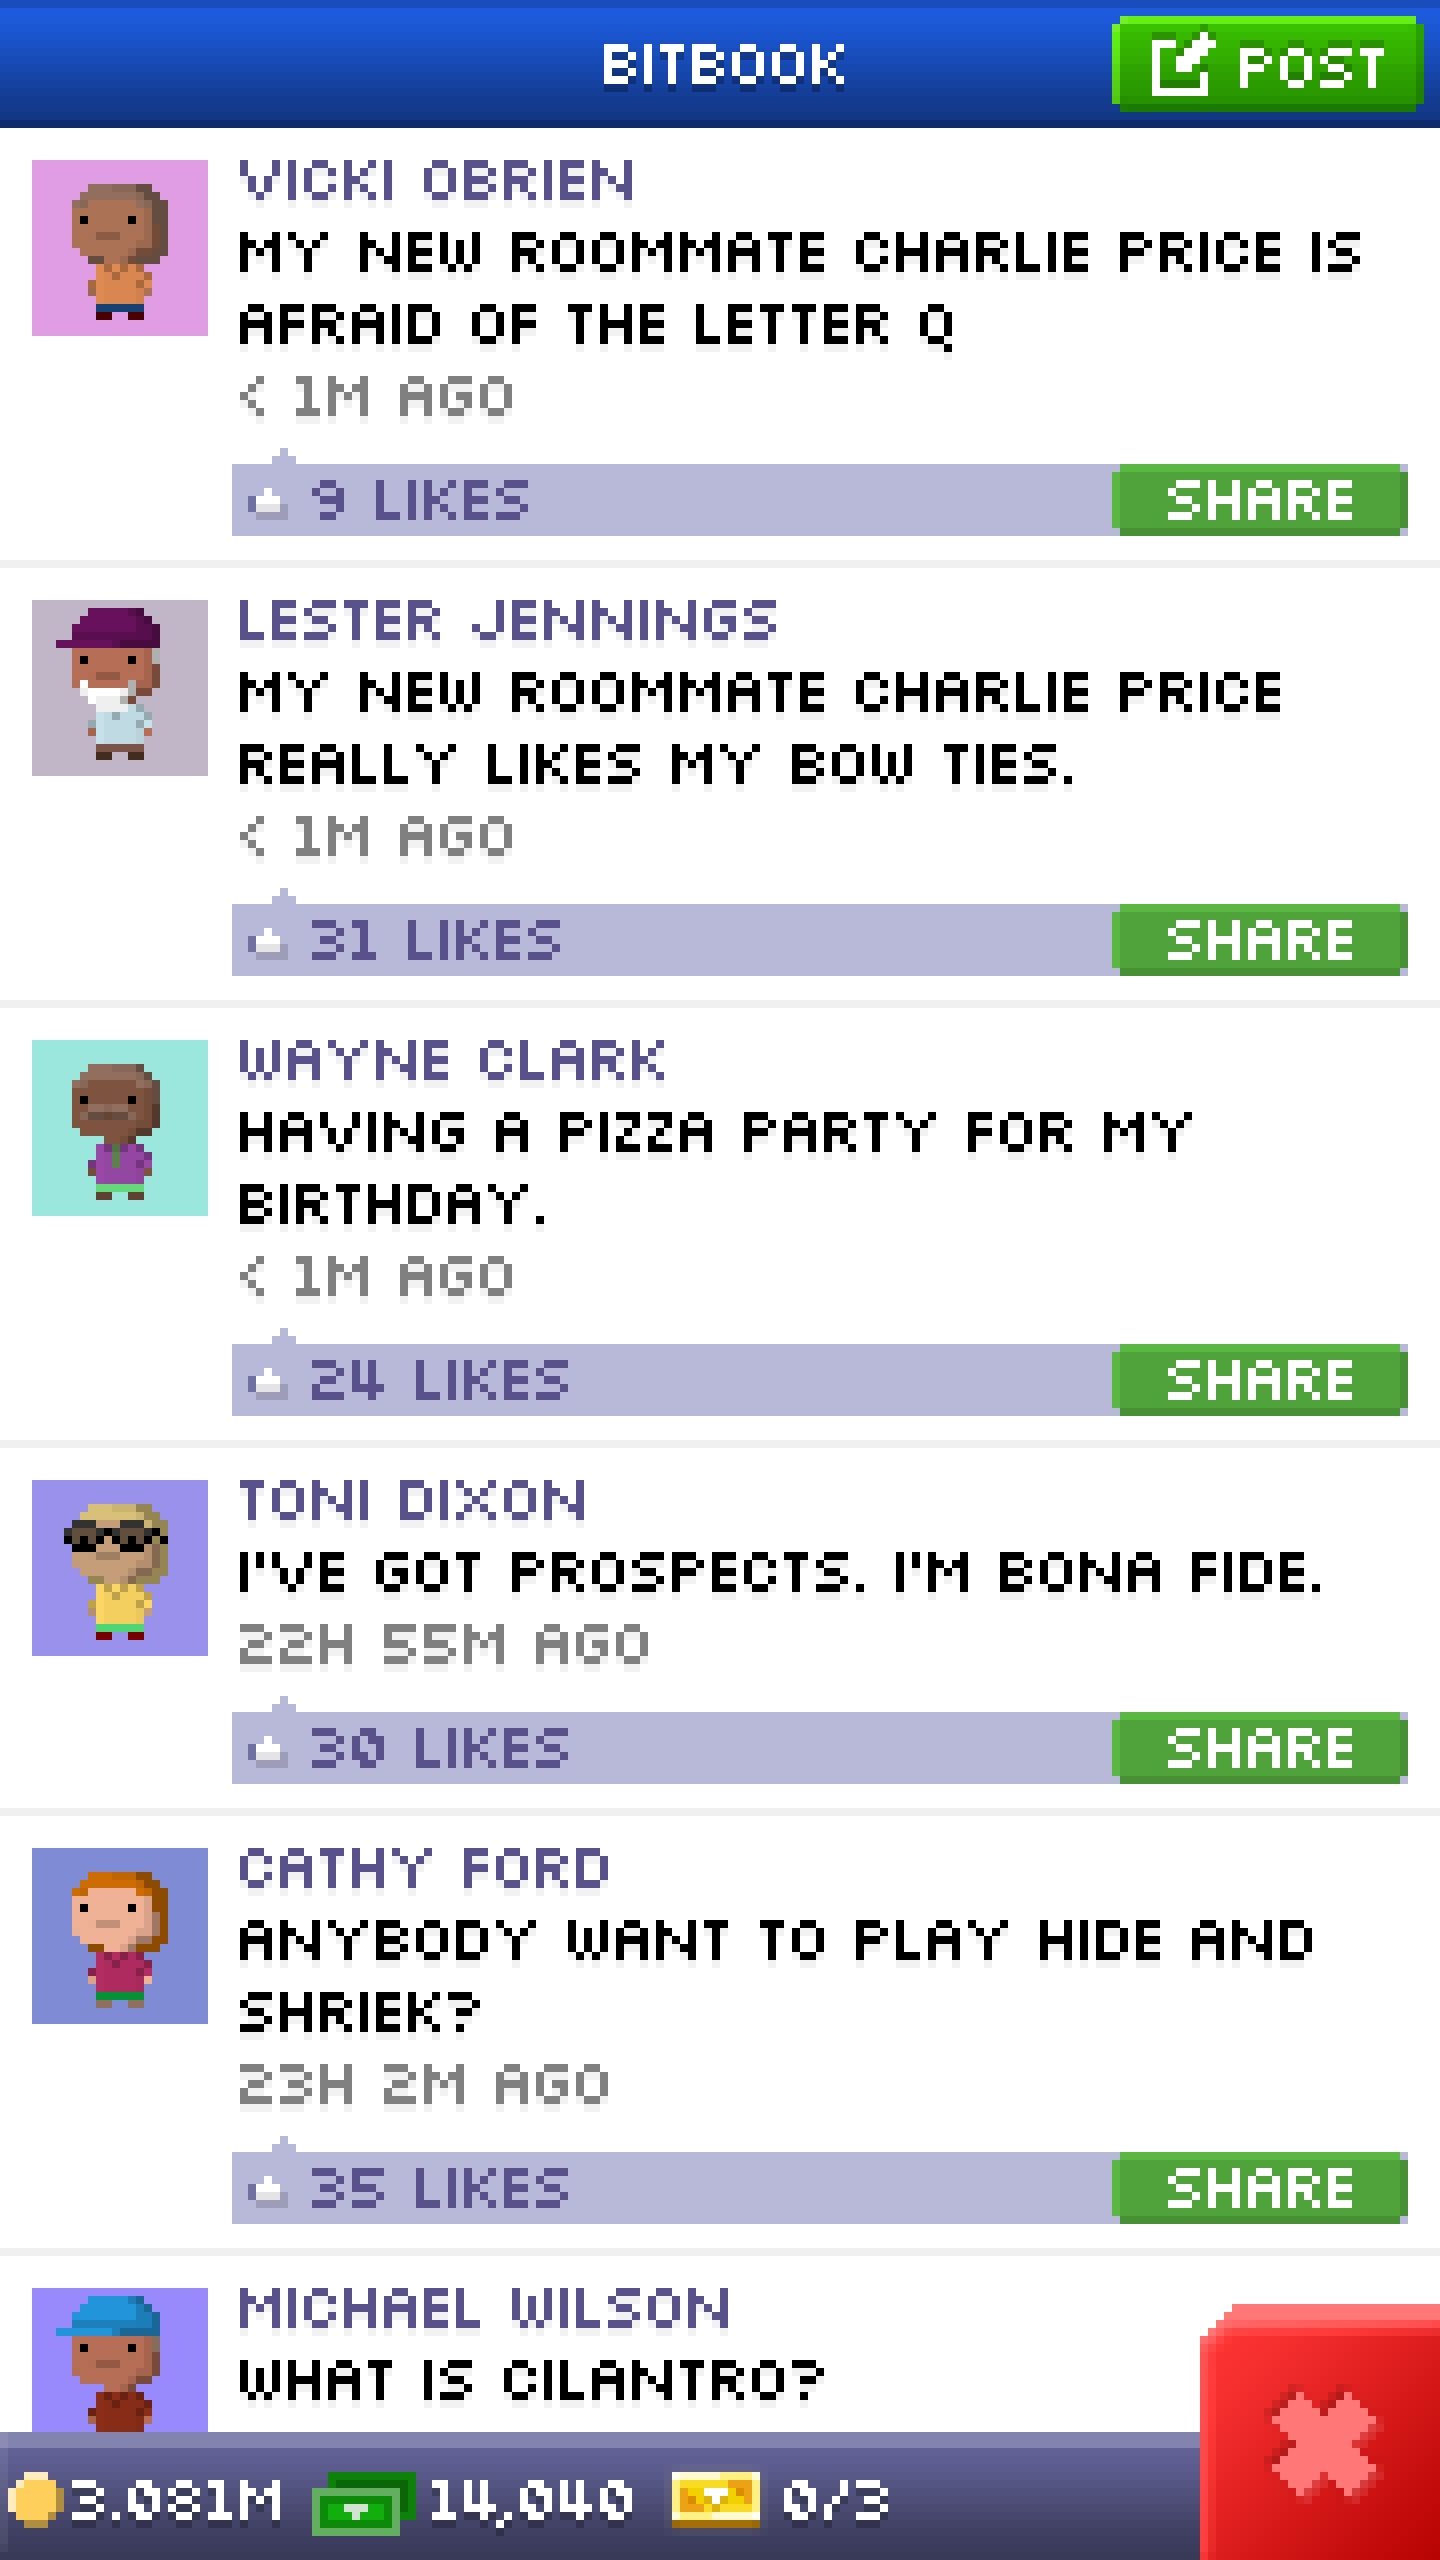 BITBOOK
POST
VICKI OBRIEN
MY NEW ROOMMATE CHARLIE PRICE IS
AFRAID OF THE LETTER Q
< 1M AGO
9 LIKES
SHARE
LESTER JENNINGS
MY NEW ROOMMATE CHARLIE PRICE
REALLY LIKES MY BOW TIES.
< 1M AGO
31 LIKES
SHARE
WAYNE CLARK
HAVING A PIZZA PARTY FOR MY
BIRTHDAY.
< 1M AGO
24 LIKES
SHARE
TONI DIXON
I'VE GOT PROSPECTS. I'M BONA FIDE.
22H 55M AGO
30 LIKES
SHARE
CATHY FORD
ANYBODY WANT TO PLAY HIDE AND
SHRIEK?
23H 2M AGO
35 LIKES
SHARE
MICHAEL WILSON
WHAT IS CILANTRO?
3.081M
14,040
0/3